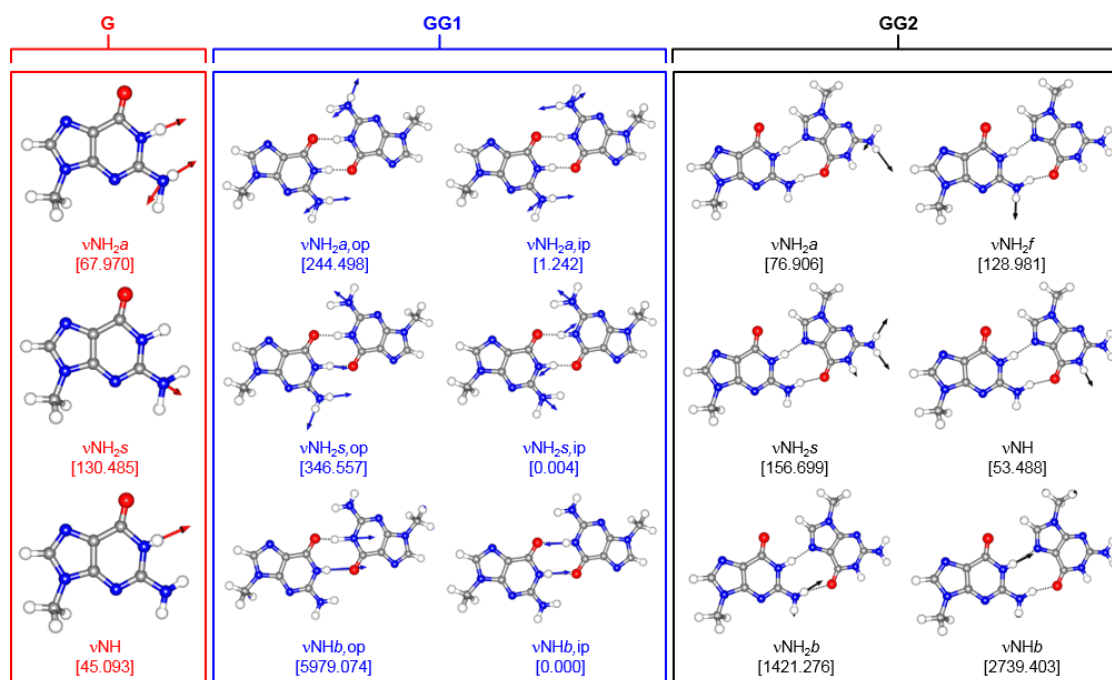 G GG1 GG2
νNH2a νNH2a,op νNH2a,ip νNH2a νNH2f
[67.970] [244.498] [1.242] [76.906] [128.981]
νNH2s νNH2s,op νNH2s,ip νNH2s νNH
[130.485] [346.557] [0.004] [156.699] [53.488]
νNH νNHb,op νNHb,ip νNH2b νNHb
[45.093] [5979.074] [0.000] [1421.276] [2739.403]